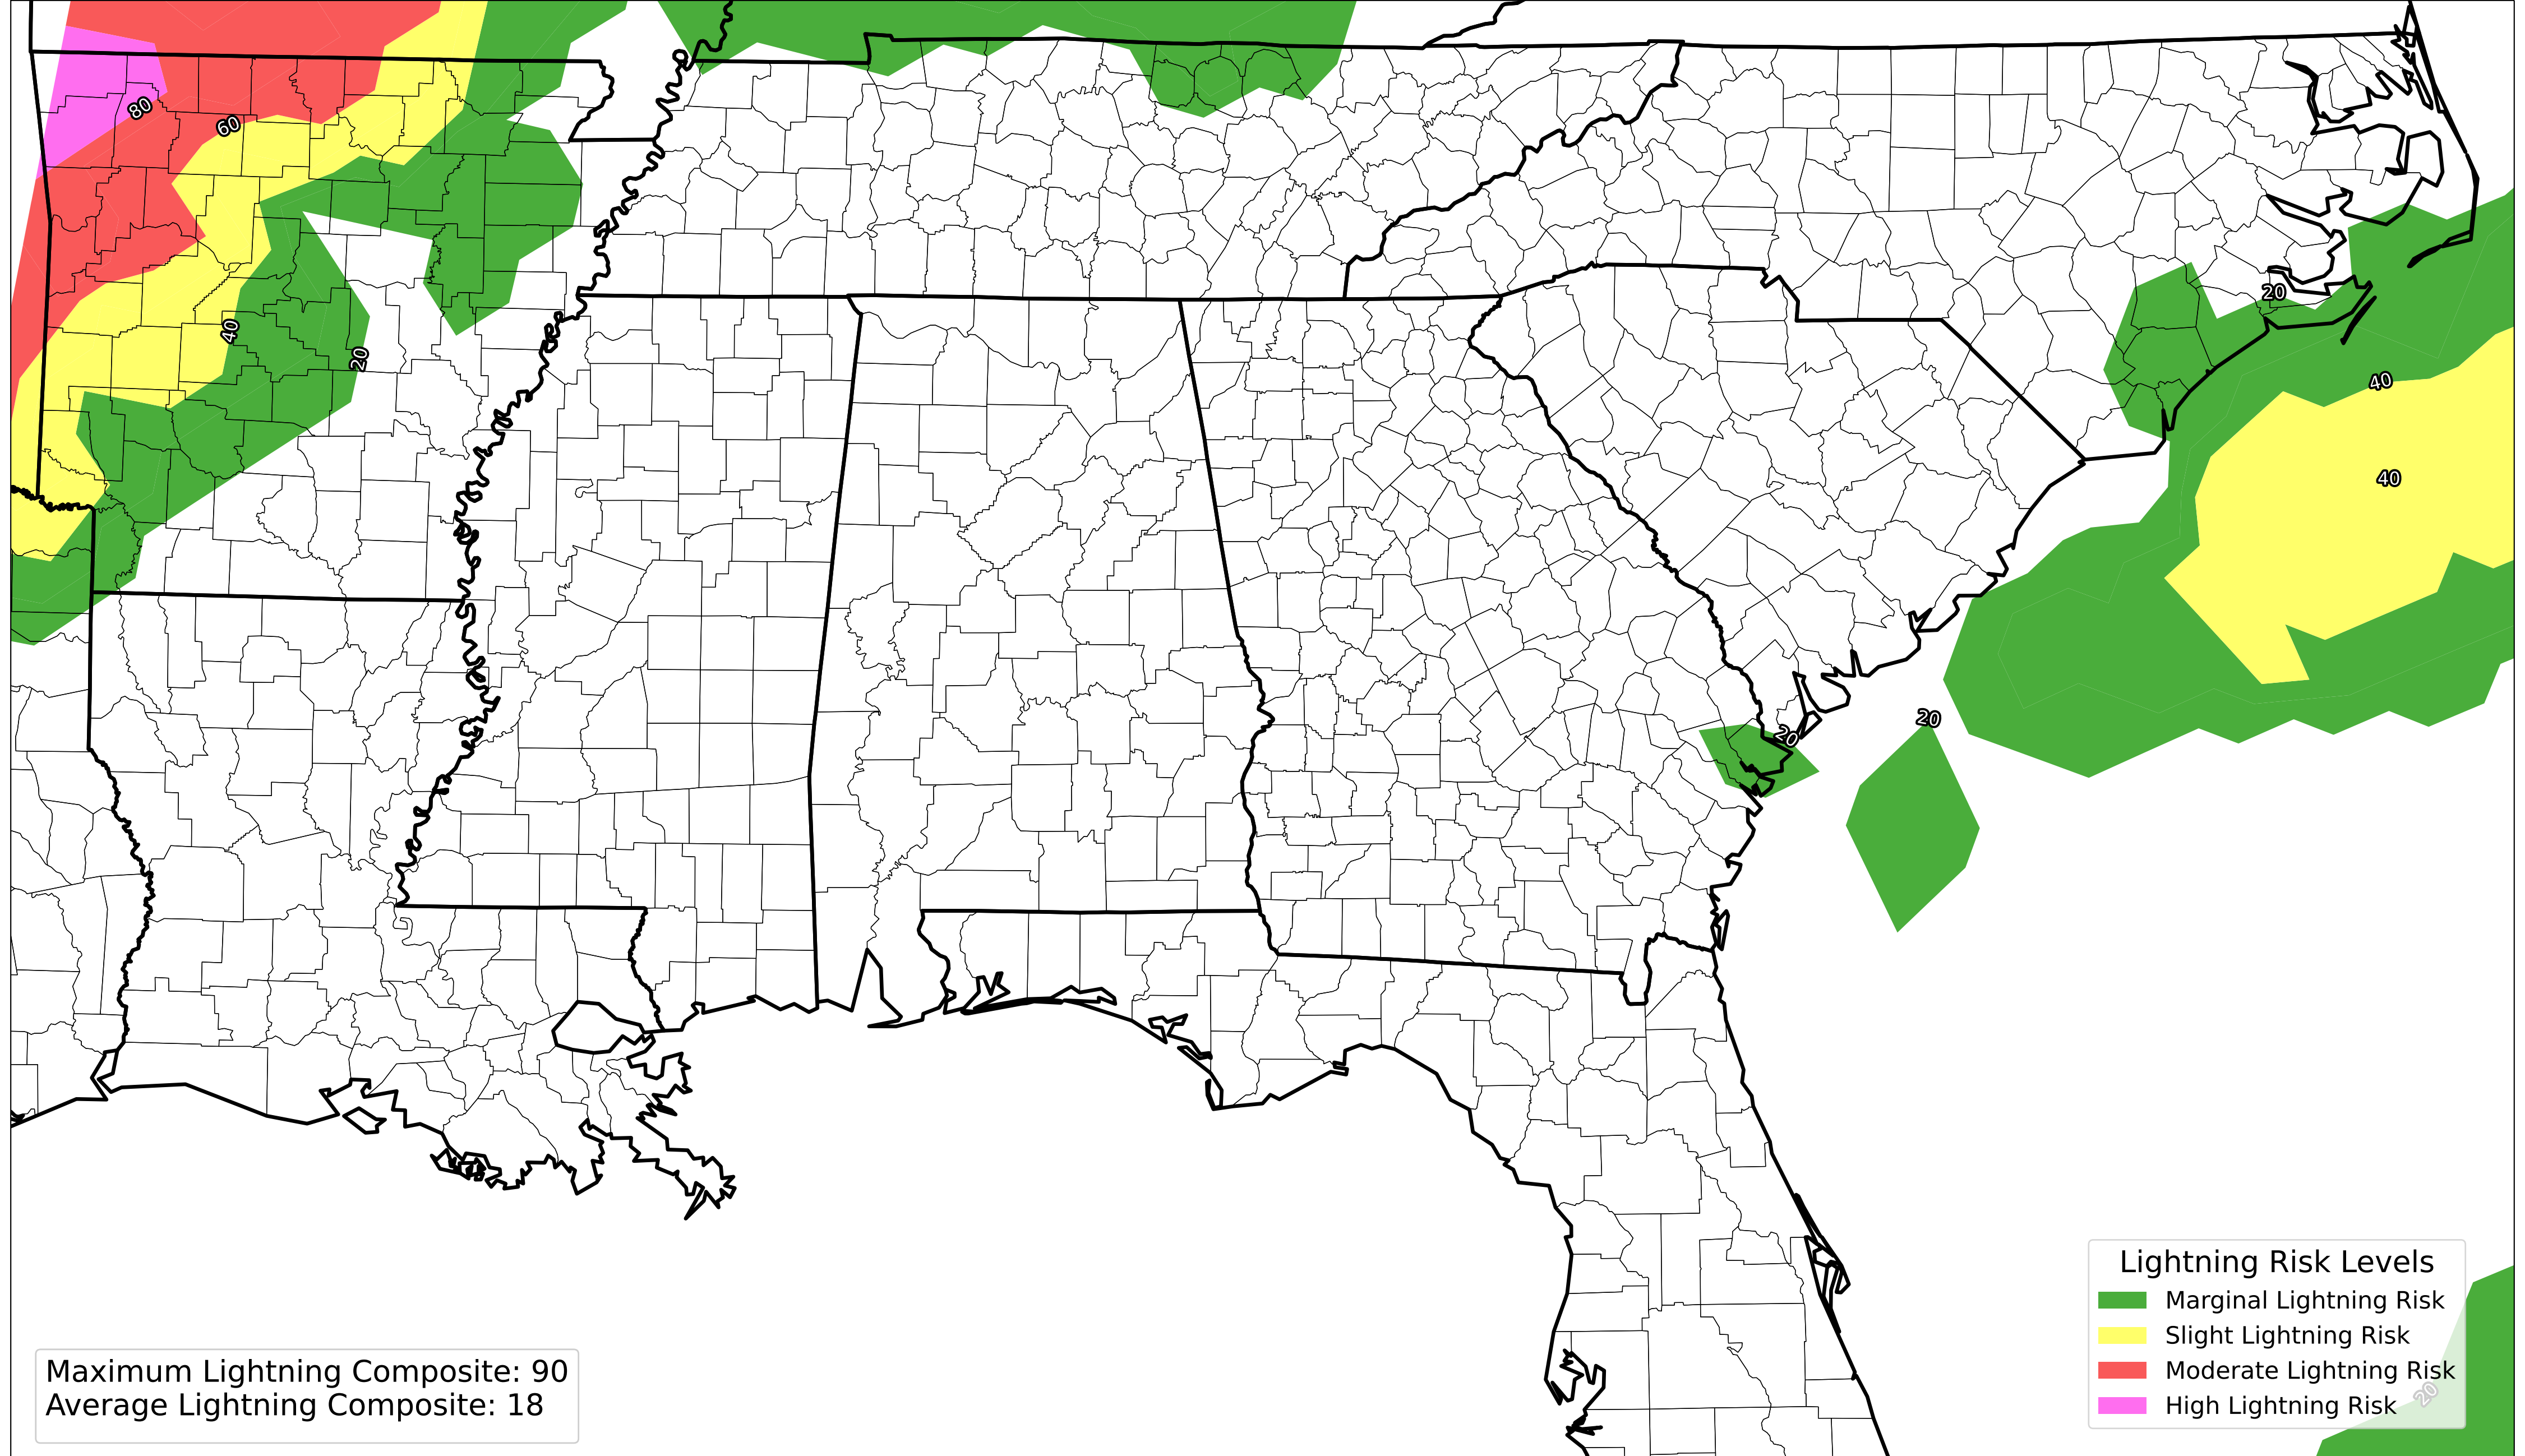 80
60
40
20
20
40
40
20
20
Lightning Risk Levels
Marginal Lightning Risk
Slight Lightning Risk
Moderate Lightning Risk
High Lightning Risk
20
Maximum Lightning Composite: 90
Average Lightning Composite: 18